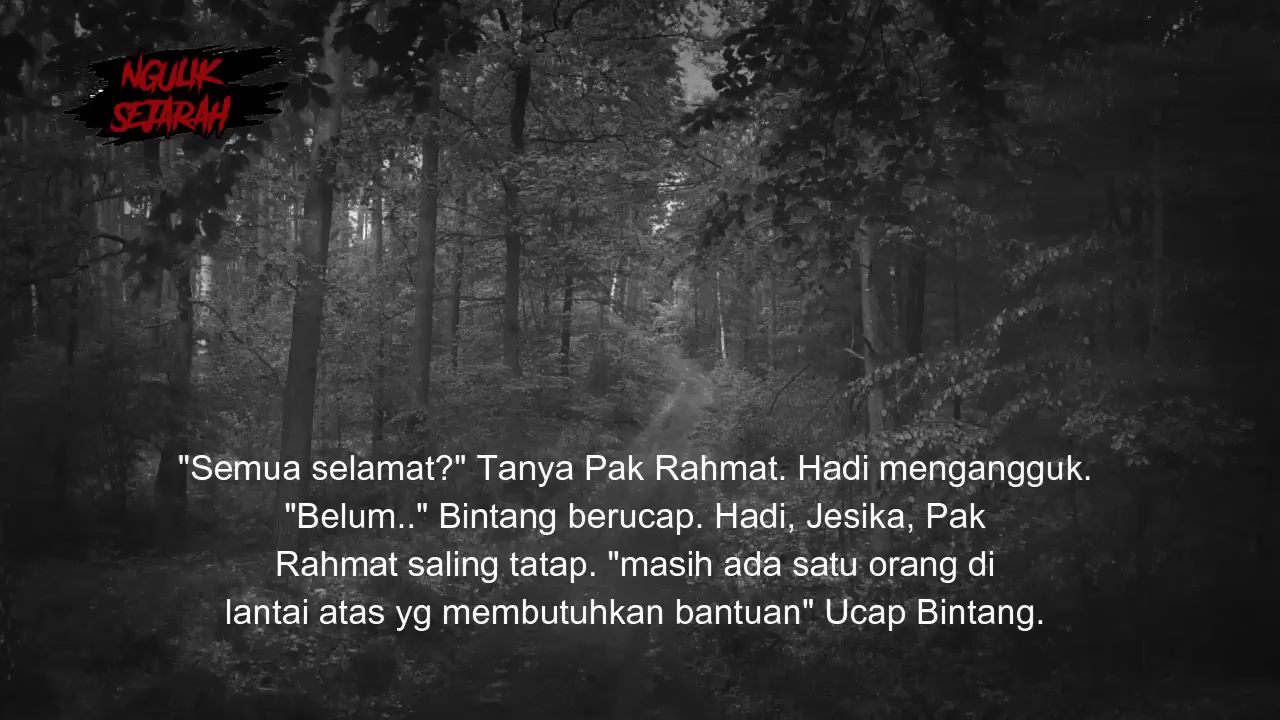 NGULIK
SEJARAH
"Semua selamat?" Tanya Pak Rahmat. Hadi mengangguk.
"Belum.." Bintang berucap. Hadi, Jesika, Pak
Rahmat saling tatap. "masih ada satu orang di
lantai atas yg membutuhkan bantuan" Ucap Bintang.